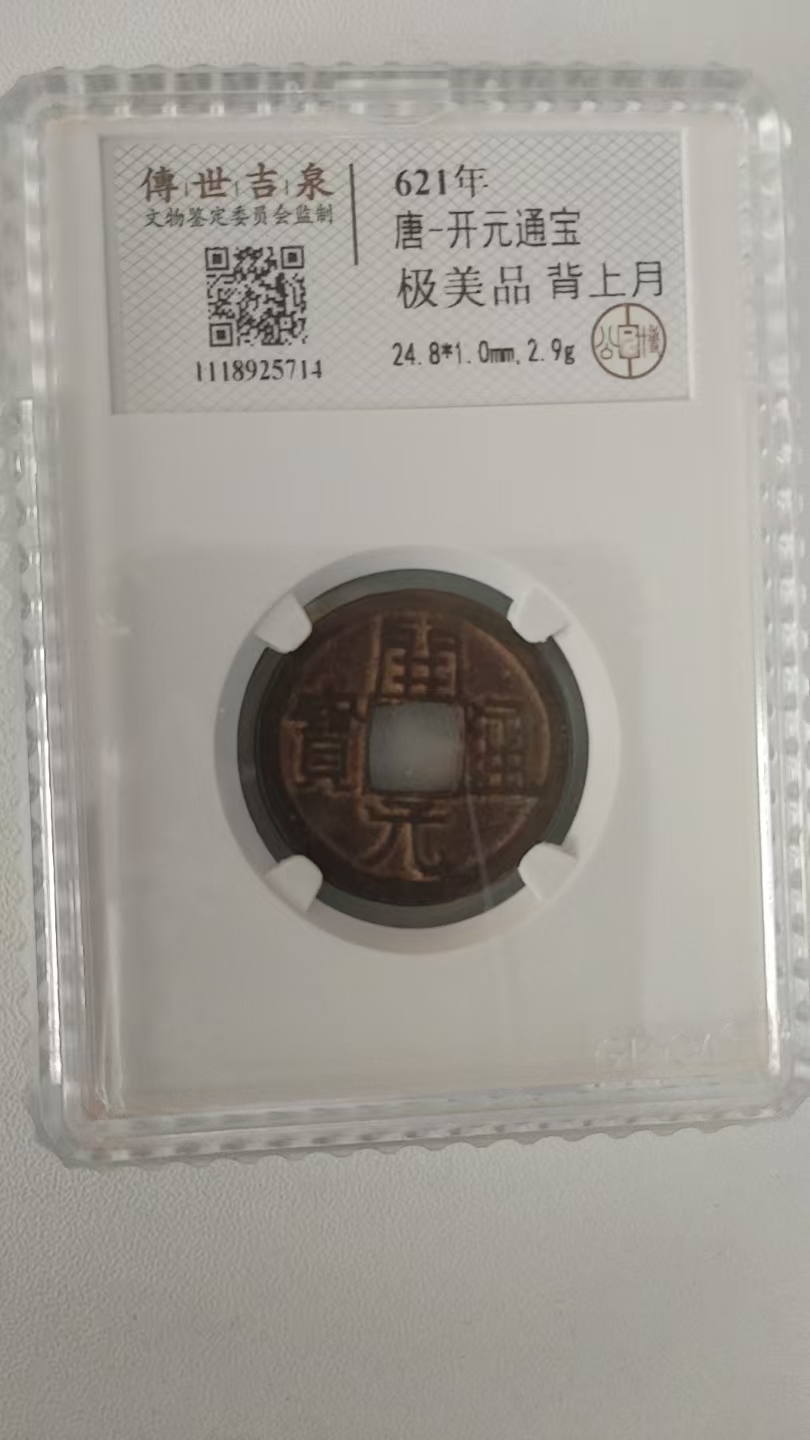 傳世吉泉
文物鉴定委员会监制
1118925714
621年
唐-开元通宝
极美品 背上月
24.8*1.0mm,2.9g
公博
開元通寶